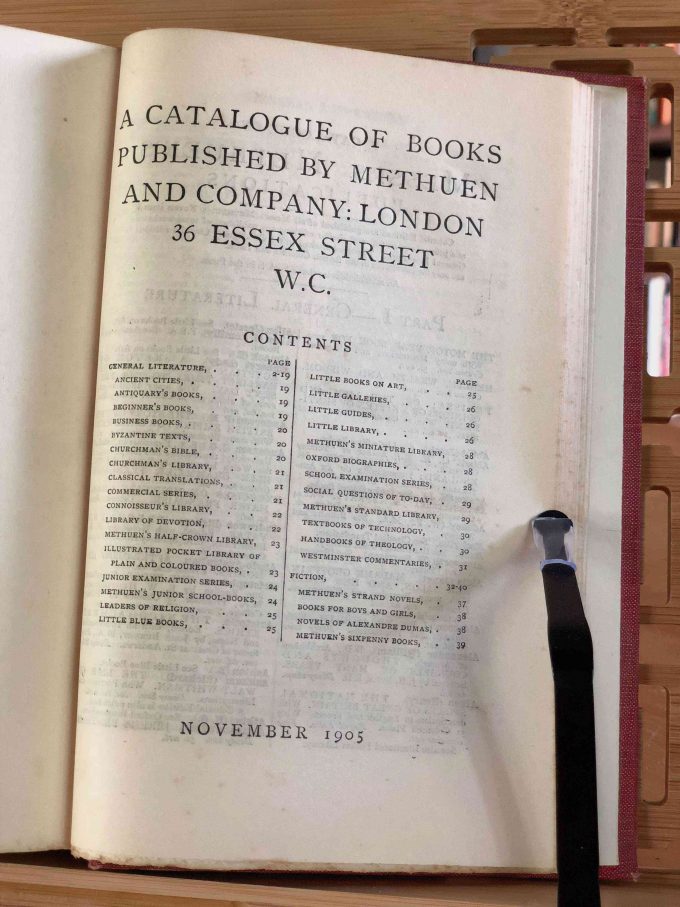 A CATALOGUE OF BOOKS
PUBLISHED BY METHUEN
AND COMPANY: LONDON
36 ESSEX STREET
W.C.
CONTENTS
PAGE
GENERAL LITERATURE, . . . 2-19
ANCIENT CITIES, . . . . 19
ANTIQUARY'S BOOKS, . . . 19
BEGINNER'S BOOKS, . . . 19
BUSINESS BOOKS, . . . . 20
BYZANTINE TEXTS, . . . 20
CHURCHMAN'S BIBLE, . . . 20
CHURCHMAN'S LIBRARY, . . 21
CLASSICAL TRANSLATIONS, . . 21
COMMERCIAL SERIES, . . . 21
CONNOISSEUR'S LIBRARY, . . 22
LIBRARY OF DEVOTION, . . 22
METHUEN'S HALF-CROWN LIBRARY, 23
ILLUSTRATED POCKET LIBRARY OF
PLAIN AND COLOURED BOOKS, . 23
JUNIOR EXAMINATION SERIES, . 24
METHUEN'S JUNIOR SCHOOL-BOOKS, 24
LEADERS OF RELIGION, . . 25
LITTLE BLUE BOOKS, . . . 25
PAGE
LITTLE BOOKS ON ART, . . 25
LITTLE GALLERIES, . . . 26
LITTLE GUIDES, . . . . 26
LITTLE LIBRARY, . . . . 26
METHUEN'S MINIATURE LIBRARY, 28
OXFORD BIOGRAPHIES, . . . 28
SCHOOL EXAMINATION SERIES, . 28
SOCIAL QUESTIONS OF TO-DAY, . 29
METHUEN'S STANDARD LIBRARY, 29
TEXTBOOKS OF TECHNOLOGY, . 30
HANDBOOKS OF THEOLOGY, . . 30
WESTMINSTER COMMENTARIES, . 31
FICTION, . . . . . 32-40
METHUEN'S STRAND NOVELS, . 37
BOOKS FOR BOYS AND GIRLS, . 38
NOVELS OF ALEXANDRE DUMAS, . 38
METHUEN'S SIXPENNY BOOKS, . 39
NOVEMBER 1905